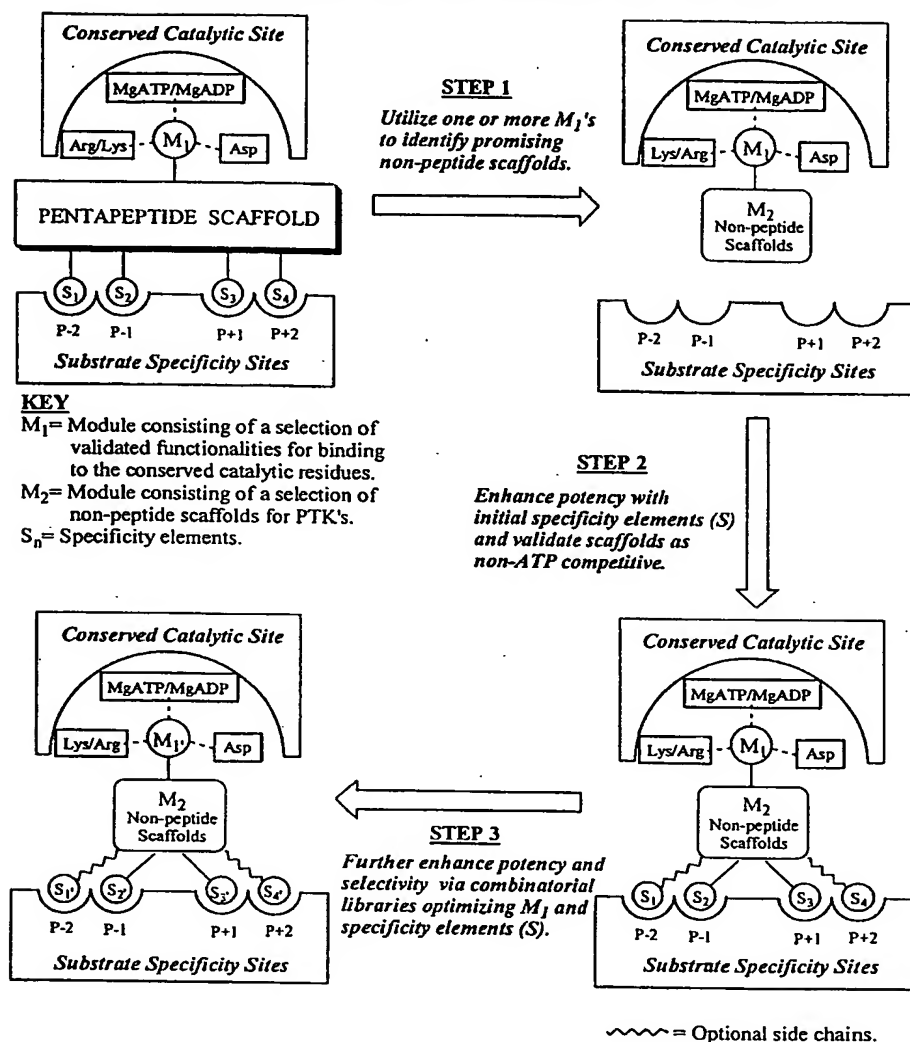 Conserved Catalytic Site
MgATP/MgADP
Arg/Lys
M1
Asp
PENTAPEPTIDE SCAFFOLD
S1
S2
S3
S4
P-2
P-1
P+1
P+2
Substrate Specificity Sites
STEP 1
Utilize one or more M1's
to identify promising
non-peptide scaffolds.
Conserved Catalytic Site
MgATP/MgADP
Lys/Arg
M1
Asp
M2
Non-peptide
Scaffolds
P-2
P-1
P+1
P+2
Substrate Specificity Sites
KEY
M1= Module consisting of a selection of
validated functionalities for binding
to the conserved catalytic residues.
M2= Module consisting of a selection of
non-peptide scaffolds for PTK's.
Sn= Specificity elements.
STEP 2
Enhance potency with
initial specificity elements (S)
and validate scaffolds as
non-ATP competitive.
Conserved Catalytic Site
MgATP/MgADP
Lys/Arg
M1
Asp
M2
Non-peptide
Scaffolds
S1
S2
S3
S4
P-2
P-1
P+1
P+2
Substrate Specificity Sites
STEP 3
Further enhance potency and
selectivity via combinatorial
libraries optimizing M1 and
specificity elements (S).
Conserved Catalytic Site
MgATP/MgADP
Lys/Arg
M1'
Asp
M2
Non-peptide
Scaffolds
S1'
S2'
S3'
S4'
P-2
P-1
P+1
P+2
Substrate Specificity Sites
= Optional side chains.